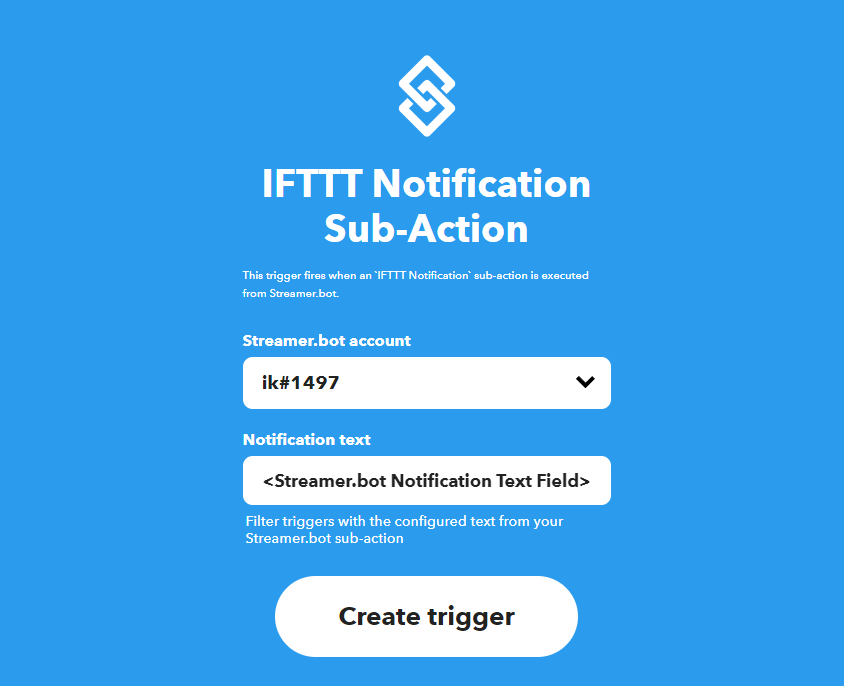 IFTTT Notification
Sub-Action
This trigger fires when an `IFTTT Notification` sub-action is executed
from Streamer.bot.
Streamer.bot account
ik#1497
Notification text
<Streamer.bot Notification Text Field>
Filter triggers with the configured text from your
Streamer.bot sub-action
Create trigger